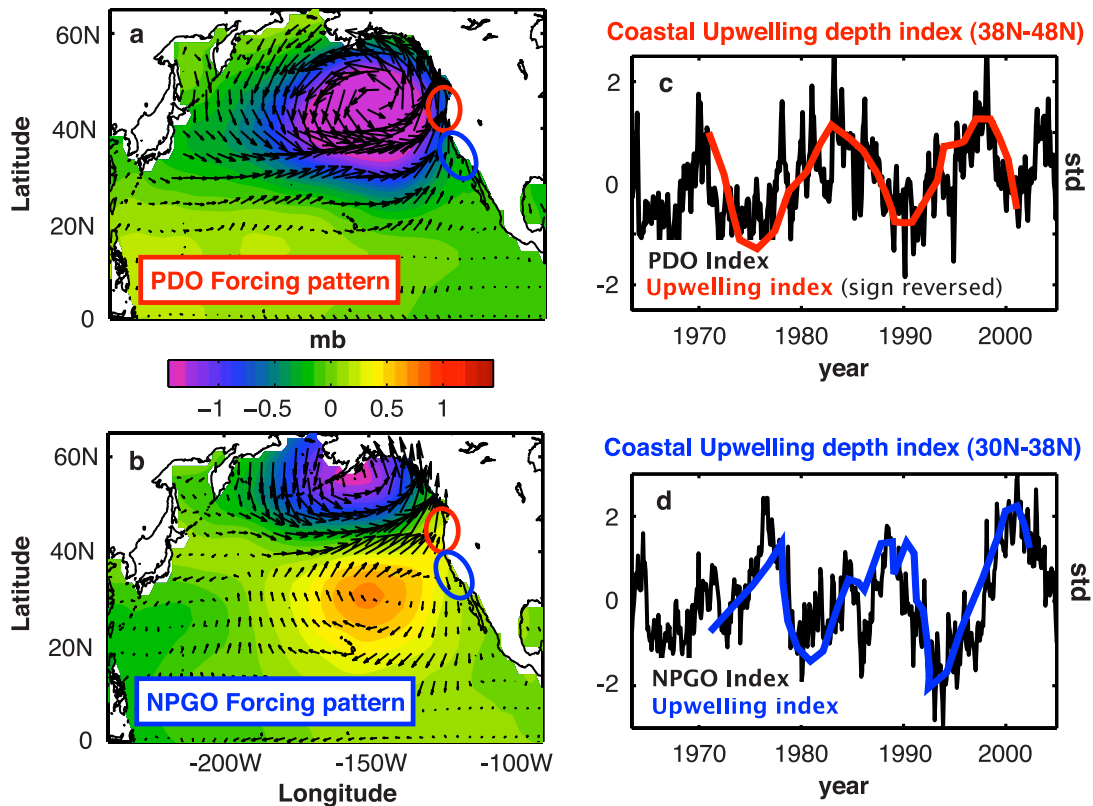 a
60N
40N
20N
0
Latitude
PDO Forcing pattern
mb
−1 −0.5 0 0.5 1
b
60N
40N
20N
0
Latitude
NPGO Forcing pattern
-200W -150W -100W
Longitude
Coastal Upwelling depth index (38N-48N)
c
2
0
-2
std
PDO Index
Upwelling index (sign reversed)
1970 1980 1990 2000
year
Coastal Upwelling depth index (30N-38N)
d
2
0
-2
std
NPGO Index
Upwelling index
1970 1980 1990 2000
year